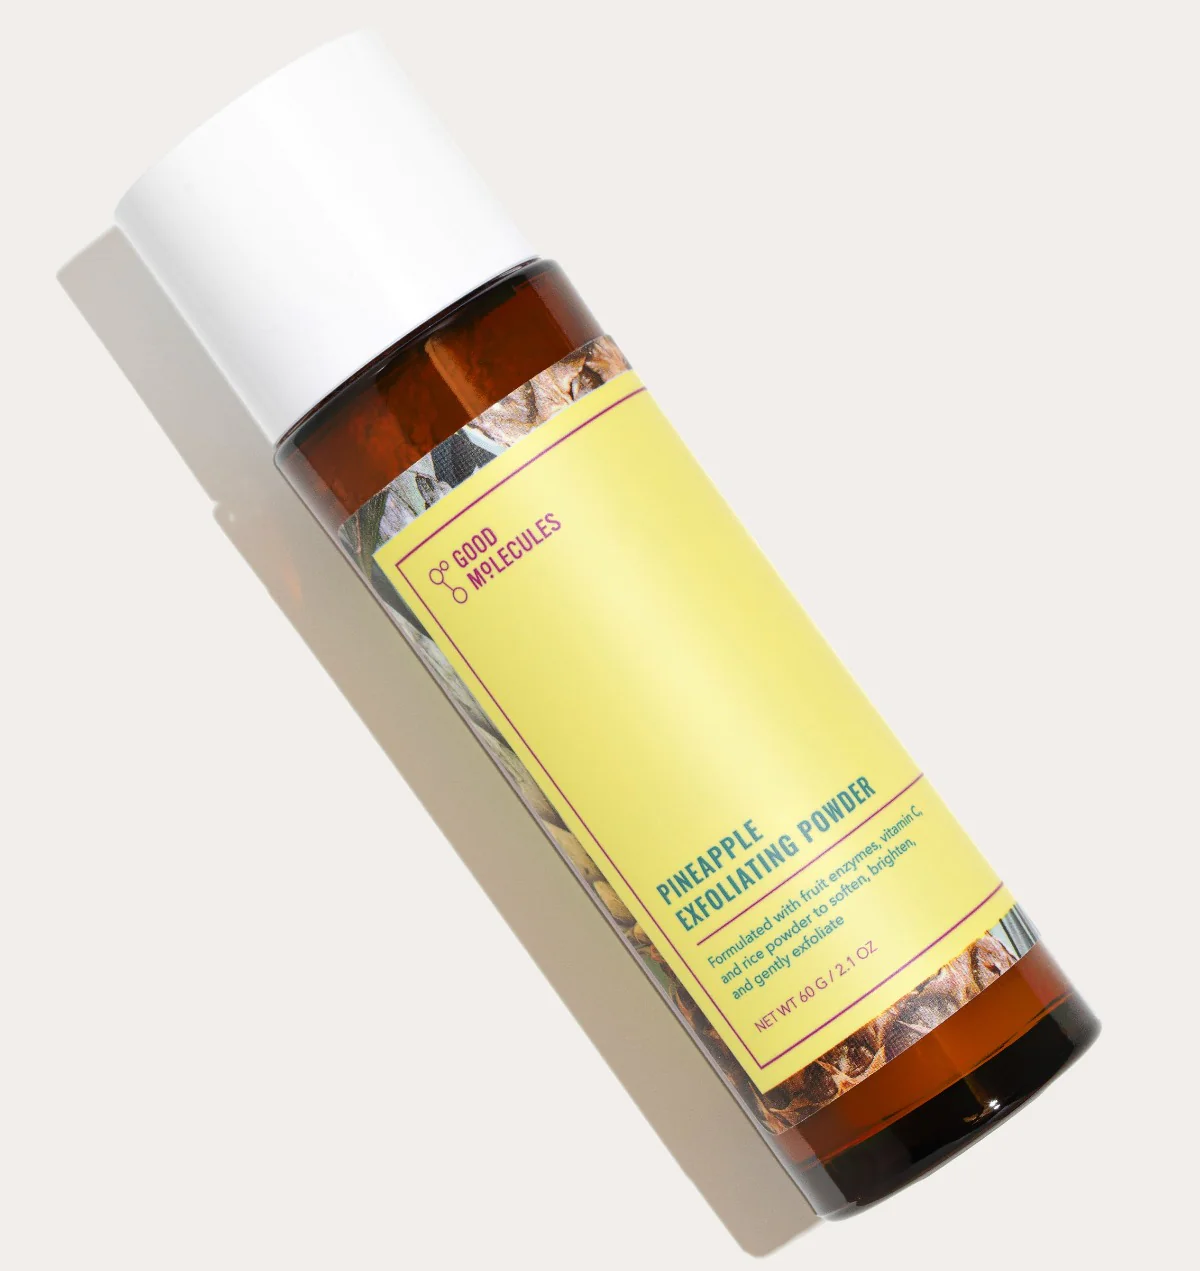 GOOD
MOLECULES
PINEAPPLE
EXFOLIATING POWDER
Formulated with fruit enzymes, vitamin C,
and rice powder to soften, brighten,
and gently exfoliate
NET WT 60 G / 2.1 OZ